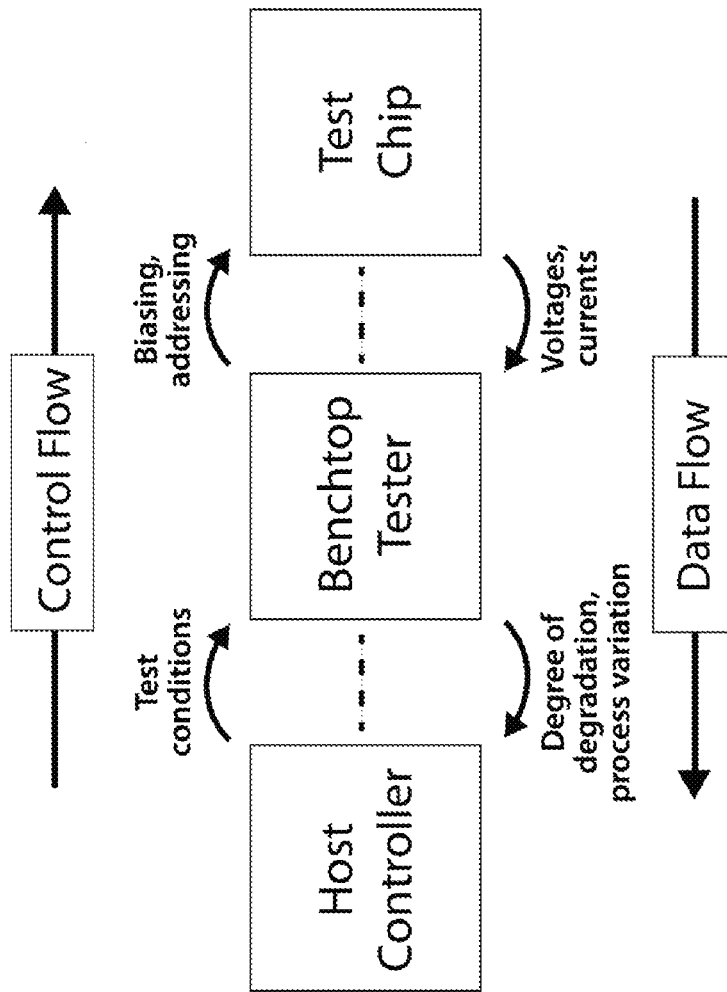 Control Flow
Test
conditions
Biasing,
addressing
Host
Controller
Benchtop
Tester
Test
Chip
Degree of
degradation,
process variation
Voltages,
currents
Data Flow